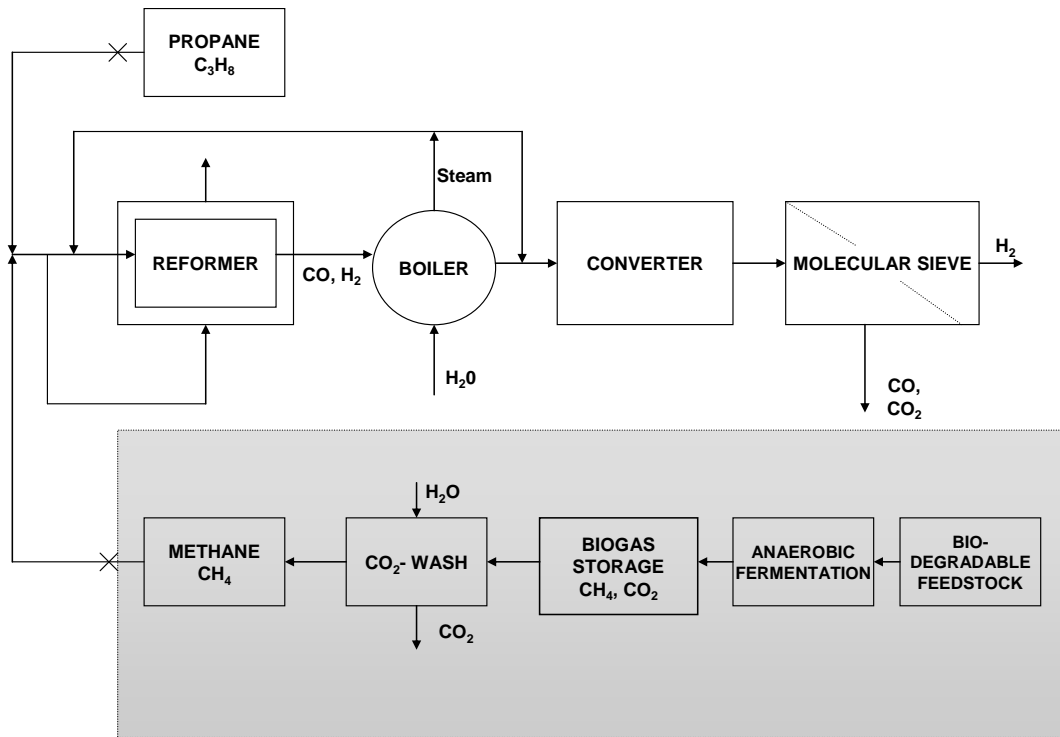 PROPANE
C₃H₈
Steam
REFORMER
CO, H₂
BOILER
CONVERTER
MOLECULAR SIEVE
H₂
H₂0
CO,
CO₂
H₂O
METHANE
CH₄
CO₂- WASH
BIOGAS
STORAGE
CH₄, CO₂
ANAEROBIC
FERMENTATION
BIO-
DEGRADABLE
FEEDSTOCK
CO₂